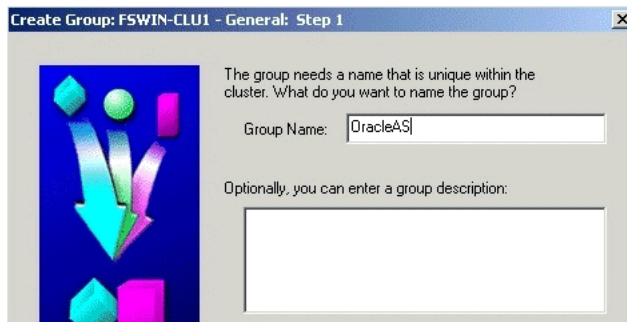 Create Group: FSWIN-CLU1 - General: Step 1
The group needs a name that is unique within the
cluster. What do you want to name the group?
Group Name: OracleAS
Optionally, you can enter a group description: